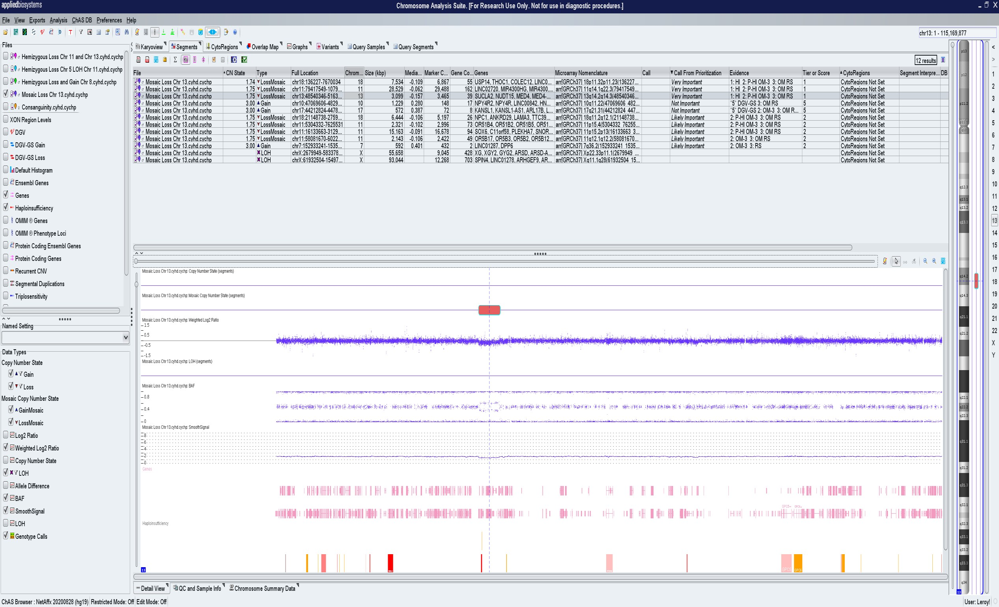 appliedbiosystems
Chromosome Analysis Suite. [For Research Use Only. Not for use in diagnostic procedures.]
File View Exports Analysis ChAS DB Preferences Help
chr13: 1 - 115,169,877
Files
Hemizygous Loss Chr 11 and Chr 13.cyhd.cychp
Hemizygous Loss Chr 5 LOH Chr 11.cyhd.cychp
Hemizygous Loss and Gain Chr 8.cyhd.cychp
Mosaic Loss Chr 13.cyhd.cychp
Consanguinity.cyhd.cychp
XON Region Levels
DGV
DGV-GS Gain
DGV-GS Loss
Default Histogram
Ensembl Genes
Genes
Haploinsufficiency
OMIM ® Genes
OMIM ® Phenotype Loci
Protein Coding Ensembl Genes
Protein Coding Genes
Recurrent CNV
Segmental Duplications
Triplosensitivity
Named Setting
Data Types
Copy Number State
Gain
Loss
Mosaic Copy Number State
GainMosaic
LossMosaic
Log2 Ratio
Weighted Log2 Ratio
Copy Number State
LOH
Allele Difference
BAF
SmoothSignal
LOH
Genotype Calls
Karyoview Segments CytoRegions Overlap Map Graphs Variants Query Samples Query Segments
12 results
File CN State Type Full Location Chrom... Size (kbp) Media... Marker C... Gene Co... Genes Microarray Nomenclature Call Call From Prioritization Evidence Tier or Score CytoRegions Segment Interpre... DB
Mosaic Loss Chr 13.cyhd.cychp 1.74 LossMosaic chr18:136227-7670034 18 7,534 -0.109 6,867 55 USP14, THOC1, COLEC12, LINC0... arr[GRCh37] 18p11.32p11.23(136227... Very Important 1: HI 2: P-HI OM-3 3: OM RS 1 CytoRegions Not Set
Mosaic Loss Chr 13.cyhd.cychp 1.75 LossMosaic chr11:79417549-1079... 11 28,529 -0.062 29,488 162 LINC02720, MIR4300HG, MIR4300,... arr[GRCh37] 11q14.1q22.3(79417549... Very Important 1: HI 2: P-HI OM-3 3: OM RS 1 CytoRegions Not Set
Mosaic Loss Chr 13.cyhd.cychp 1.75 LossMosaic chr13:48540346-5163... 13 3,099 -0.157 3,465 39 SUCLA2, NUDT15, MED4, MED4-... arr[GRCh37] 13q14.2q14.3(48540346... Very Important 1: HI 2: P-HI OM-3 3: OM RS 1 CytoRegions Not Set
Mosaic Loss Chr 13.cyhd.cychp 3.00 Gain chr10:47069606-4829... 10 1,229 0.280 148 17 NPY4R2, NPY4R, LINC00842, HN... arr[GRCh37] 10q11.22(47069606 482... Not Important *5* DGV-GS 3: OM RS 5 CytoRegions Not Set
Mosaic Loss Chr 13.cyhd.cychp 3.00 Gain chr17:44212824-4478... 17 572 0.387 72 8 KANSL1, KANSL1-AS1, ARL17B, L... arr[GRCh37] 17q21.31(44212824 447... Not Important *5* DGV-GS 2: OM-3 3: OM R... 5 CytoRegions Not Set
Mosaic Loss Chr 13.cyhd.cychp 1.75 LossMosaic chr18:21148738-2759... 18 6,444 -0.106 5,197 26 NPC1, ANKRD29, LAMA3, TTC39... arr[GRCh37] 18q11.2q12.1(21148738... Likely Important 2: P-HI OM-3 3: OM RS 2 CytoRegions Not Set
Mosaic Loss Chr 13.cyhd.cychp 1.75 LossMosaic chr11:5304332-7625531 11 2,321 -0.102 2,996 73 OR51B4, OR51B2, OR51B5, OR51... arr[GRCh37] 11p15.4(5304332 76255... Likely Important 2: P-HI OM-3 3: OM RS 2 CytoRegions Not Set
Mosaic Loss Chr 13.cyhd.cychp 1.75 LossMosaic chr11:16133663-3129... 11 15,163 -0.091 16,678 94 SOX6, C11orf58, PLEKHA7, SNOR... arr[GRCh37] 11p15.2p13(16133663 3... Likely Important 2: P-HI OM-3 3: OM RS 2 CytoRegions Not Set
Mosaic Loss Chr 13.cyhd.cychp 1.75 LossMosaic chr11:58081670-6022... 11 2,143 -0.106 2,422 49 OR5B17, OR5B3, OR5B2, OR5B12... arr[GRCh37] 11q12.1q12.2(58081670... Likely Important 2: OM-3 3: OM RS 2 CytoRegions Not Set
Mosaic Loss Chr 13.cyhd.cychp 3.00 Gain chr7:152933241-1535... 7 592 0.401 432 2 LINC01287, DPP6 arr[GRCh37] 7q36.2(152933241 1535... Likely Important 2: OM-3 3: RS 2 CytoRegions Not Set
Mosaic Loss Chr 13.cyhd.cychp LOH chrX:2679949-583378... X 55,658 9,045 428 XG, XGY2, GYG2, ARSD, ARSD-A... arr[GRCh37] Xp22.33p11.1(2679949 ... CytoRegions Not Set
Mosaic Loss Chr 13.cyhd.cychp LOH chrX:61932504-15497... X 93,044 12,268 703 SPIN4, LINC01278, ARHGEF9, AR... arr[GRCh37] Xq11.1q28(61932504 15... CytoRegions Not Set
Mosaic Loss Chr 13.cyhd.cychp: Copy Number State (segments)
Mosaic Loss Chr 13.cyhd.cychp: Mosaic Copy Number State (segments)
Mosaic Loss Chr 13.cyhd.cychp: Weighted Log2 Ratio
1.5
0.5
-0.5
-1.5
Mosaic Loss Chr 13.cyhd.cychp: LOH (segments)
Mosaic Loss Chr 13.cyhd.cychp: BAF
0.8
0.4
0
Mosaic Loss Chr 13.cyhd.cychp: SmoothSignal
8
6
4
2
0
Genes
GPC5 GPC6
Haploinsufficiency
GPC5 GPC6
13
Detail View QC and Sample Info Chromosome Summary Data
p13
p12
p11.2
p11.1
q12.3
q13.1
q13.2
q13.3
q14.2
q14.3
q21.1
q21.2
q22.1
q22.2
q22.3
q31.1
q31.2
q31.3
q32.1
q32.3
q33.1
q33.2
q33.3
q34
13
<
>
1
2
3
4
5
6
7
8
9
10
11
12
13
14
15
16
17
18
19
20
21
22
X
Y
ChAS Browser : NetAffx 20200828 (hg19) Restricted Mode: Off Edit Mode: Off
User: Leroy!